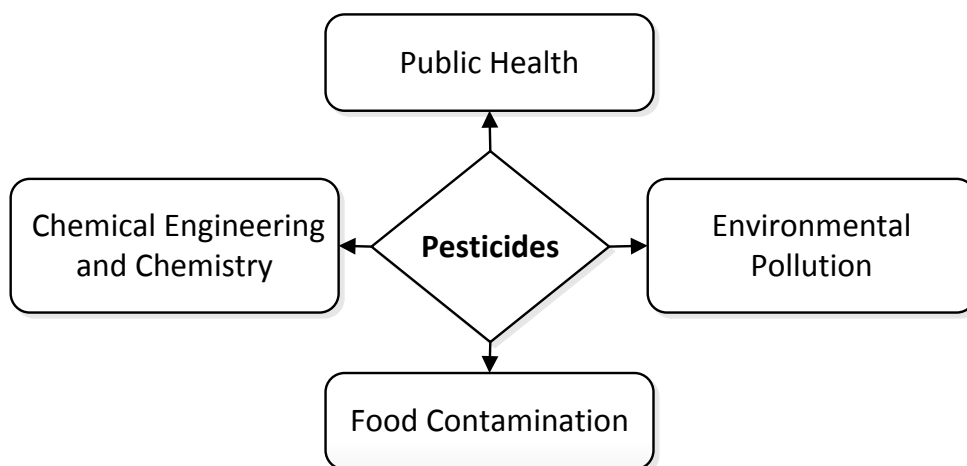 Public Health
Chemical Engineering
and Chemistry
Pesticides
Environmental
Pollution
Food Contamination